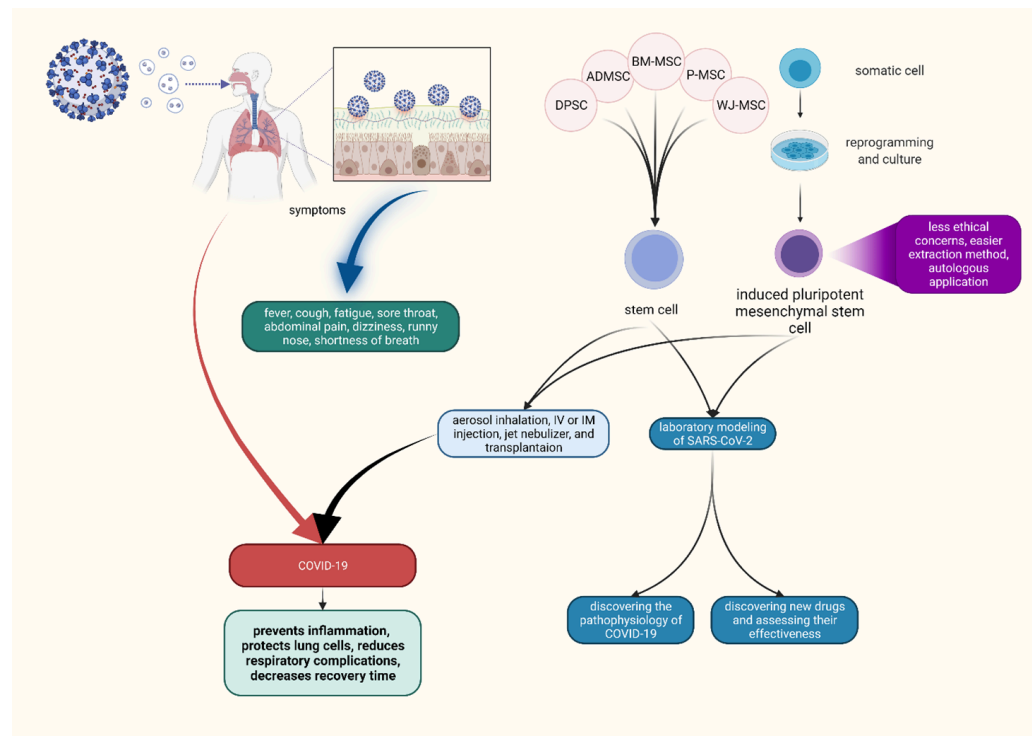 BM-MSC
ADMSC
P-MSC
DPSC
WJ-MSC
somatic cell
reprogramming
and culture
symptoms
less ethical
concerns, easier
extraction method,
autologous
application
fever, cough, fatigue, sore throat,
abdominal pain, dizziness, runny
nose, shortness of breath
stem cell
induced pluripotent
mesenchymal stem
cell
aerosol inhalation, IV or IM
injection, jet nebulizer, and
transplantaion
laboratory modeling
of SARS-CoV-2
COVID-19
discovering the
pathophysiology of
COVID-19
discovering new drugs
and assessing their
effectiveness
prevents inflammation,
protects lung cells, reduces
respiratory complications,
decreases recovery time